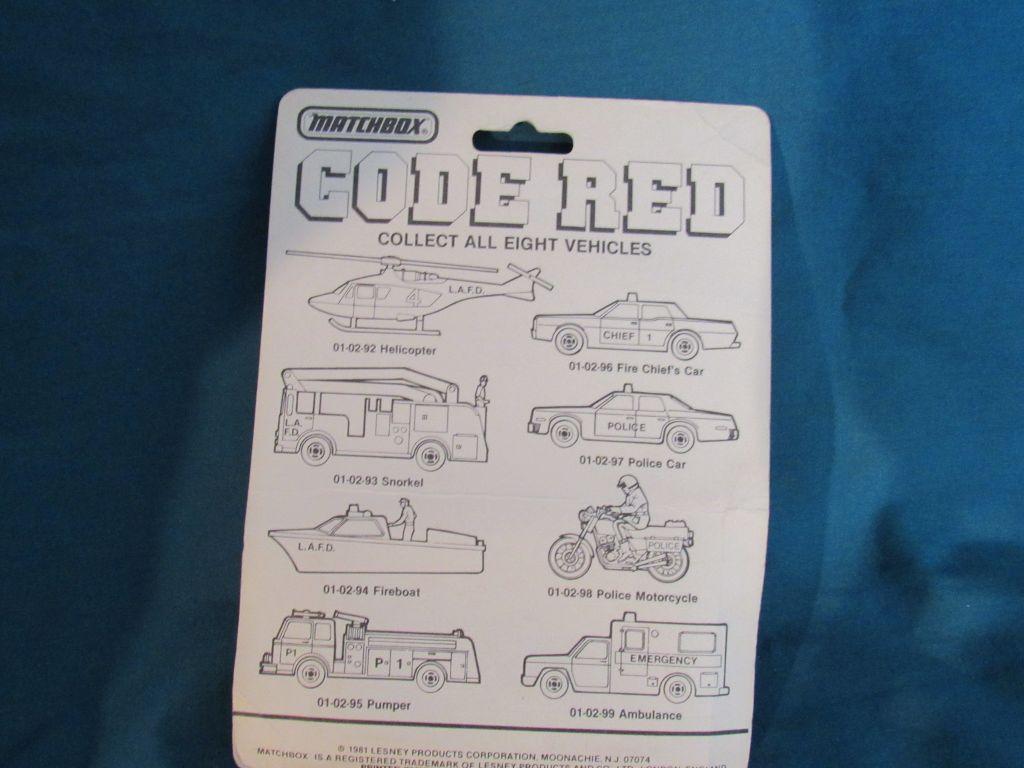 MATCHBOX®
CODE RED
COLLECT ALL EIGHT VEHICLES
L.A.F.D.
4
01-02-92 Helicopter
CHIEF 1
01-02-96 Fire Chief's Car
L.A.
F.D.
01-02-93 Snorkel
POLICE
01-02-97 Police Car
L.A.F.D.
01-02-94 Fireboat
POLICE
01-02-98 Police Motorcycle
P1
P 1
01-02-95 Pumper
EMERGENCY
01-02-99 Ambulance
© 1981 LESNEY PRODUCTS CORPORATION, MOONACHIE, N.J. 07074
MATCHBOX IS A REGISTERED TRADEMARK OF LESNEY PRODUCTS AND CO. LTD. LONDON, ENGLAND
PRINTED